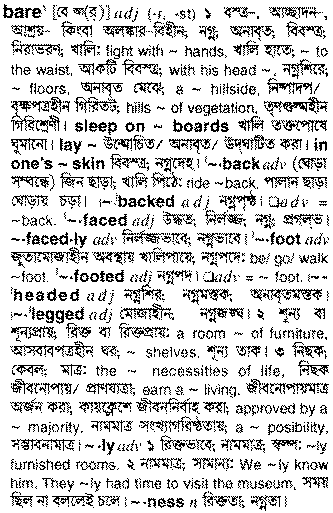 bare¹ [বেঅ্যা(র্)] adj (-r, -st) ১ বস্ত্র-, আচ্ছাদন-,
আশ্রয়- কিংবা অলঙ্কার-বিহীন, নগ্ন, অনাবৃত, বিবস্ত্র,
নিরাভরণ, খালি: fight with ~ hands, খালি হাতে; ~ to
the waist, আকটি বিবস্ত্র; with his head ~, নগ্নশিরে;
~ floors, অনাবৃত মেঝে; a ~ hillside, নিষ্পাদপ/
বৃক্ষপত্রহীন গিরিতট; hills ~ of vegetation, তৃণগুল্মহীন
গিরিশ্রেণী। sleep on ~ boards খালি তক্তপোষে
ঘুমানো। lay ~ উন্মোচিত/ অনাবৃত/ উদ্ঘাটিত করা। in
one's ~ skin বিবস্ত্র; নগ্নদেহ। ˈ~·back adv (ঘোড়া
সম্বন্ধে) জিন ছাড়া; খালি পিঠে: ride ~back, পালান ছাড়া
ঘোড়ায় চড়া। ˈ~·backed adj নগ্নপৃষ্ঠ। □adv =
~back. ˈ~-faced adj উদ্ধত; নির্লজ্জ; নগ্ন; প্রগল্ভ।
~-faced·ly adv নির্লজ্জভাবে; নগ্নভাবে। ˈ~·foot adv
জুতামোজাহীন অবস্থায় খালিপায়ে; নগ্নপদে: be/ go/ walk
~foot. ˈ~-footed adj নগ্নপদ। □adv = ~ foot. ˈ~-
ˈheaded adj নগ্নশির; নগ্নমস্তক; অনাবৃতমস্তক।
ˈ~-ˈlegged adj মোজাহীন, নগ্নজঙ্ঘ। ২ শূন্য বা
শূন্যপ্রায়; রিক্ত বা রিক্তপ্রায়: a room ~ of furniture,
আসবাবপত্রহীন ঘর; ~ shelves, শূন্য তাক। ৩ নিছক;
কেবল; মাত্র: the ~ necessities of life, নিছক
জীবনোপায়/ প্রাণযাত্রা; earn a ~ living, জীবনোপায়মাত্র
অর্জন করা; কায়ক্লেশে জীবননির্বাহ করা; approved by a
~ majority, নামমাত্র সংখ্যাগরিষ্ঠতায়; a ~ posibility,
সম্ভাবনামাত্র। ~·ly adv ১ রিক্তভাবে; নামমাত্র; স্বল্প: ~ly
furnished rooms. ২ নামমাত্র; সামান্য: We ~ly know
him. They ~ly had time to visit the museum, সময়
ছিল না বললেই চলে। ~·ness n রিক্ততা; নগ্নতা।